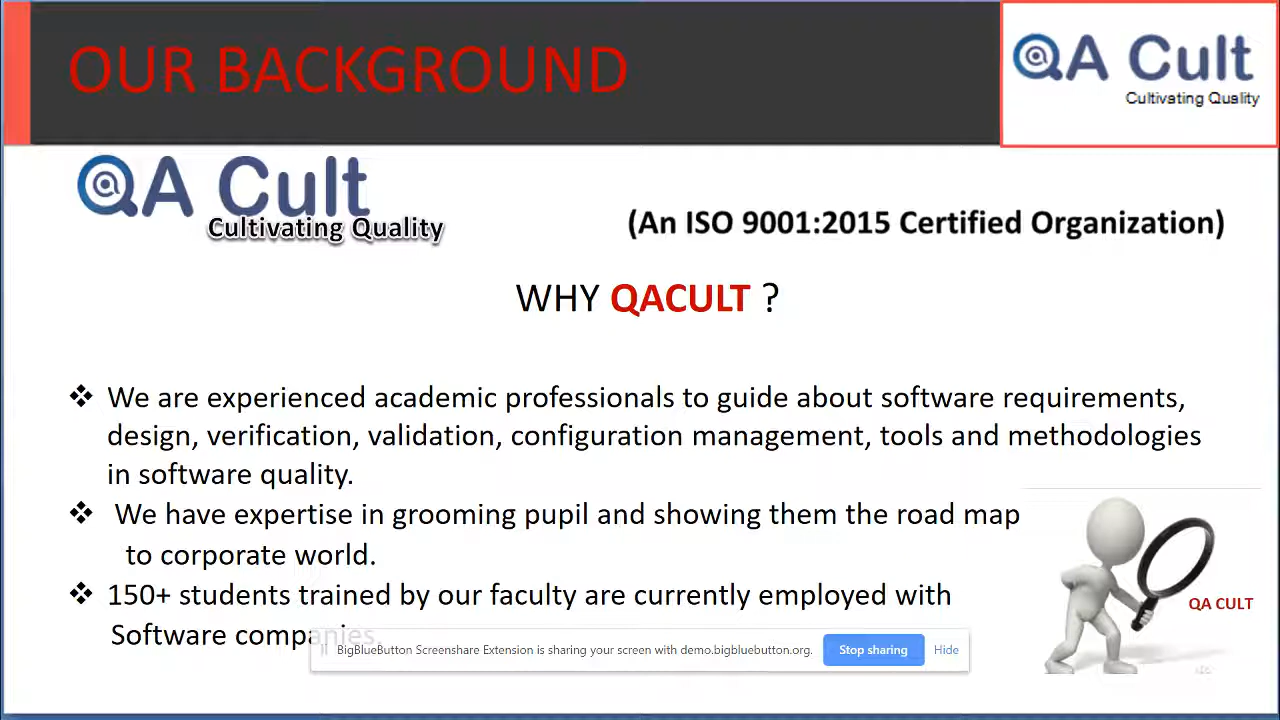 OUR BACKGROUND
QA Cult
Cultivating Quality
QA Cult
Cultivating Quality
(An ISO 9001:2015 Certified Organization)
WHY QACULT ?
❖ We are experienced academic professionals to guide about software requirements,
design, verification, validation, configuration management, tools and methodologies
in software quality.
❖ We have expertise in grooming pupil and showing them the road map
to corporate world.
❖ 150+ students trained by our faculty are currently employed with
Software companies.
QA CULT
BigBlueButton Screenshare Extension is sharing your screen with demo.bigbluebutton.org.
Stop sharing
Hide